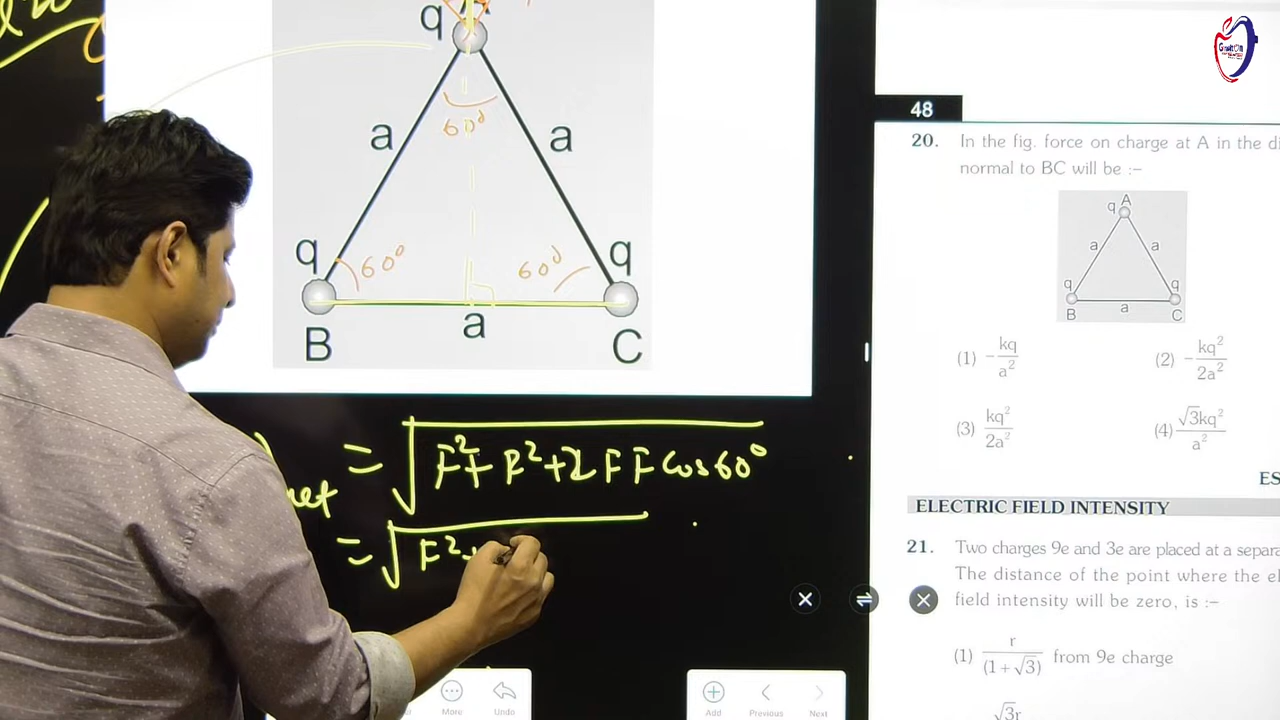 q
a
a
60°
q
60°
60°
q
a
B
C
net = √F²+F²+2FFcos60°
= √F²+
48
20. In the fig. force on charge at A in the di
normal to BC will be :–
q A
a
a
q
q
B
a
C
(1) −kq/a²
(2) −kq²/2a²
(3) kq²/2a²
(4) √3kq²/a²
ES
ELECTRIC FIELD INTENSITY
21. Two charges 9e and 3e are placed at a separa
The distance of the point where the el
field intensity will be zero, is :–
(1) r/(1+√3) from 9e charge
√3r
More
Undo
Add
Previous
Next